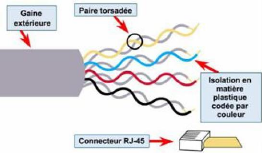 Gaine
extérieure
Paire torsadée
Isolation en
matière
plastique
codée par
couleur
Connecteur RJ-45